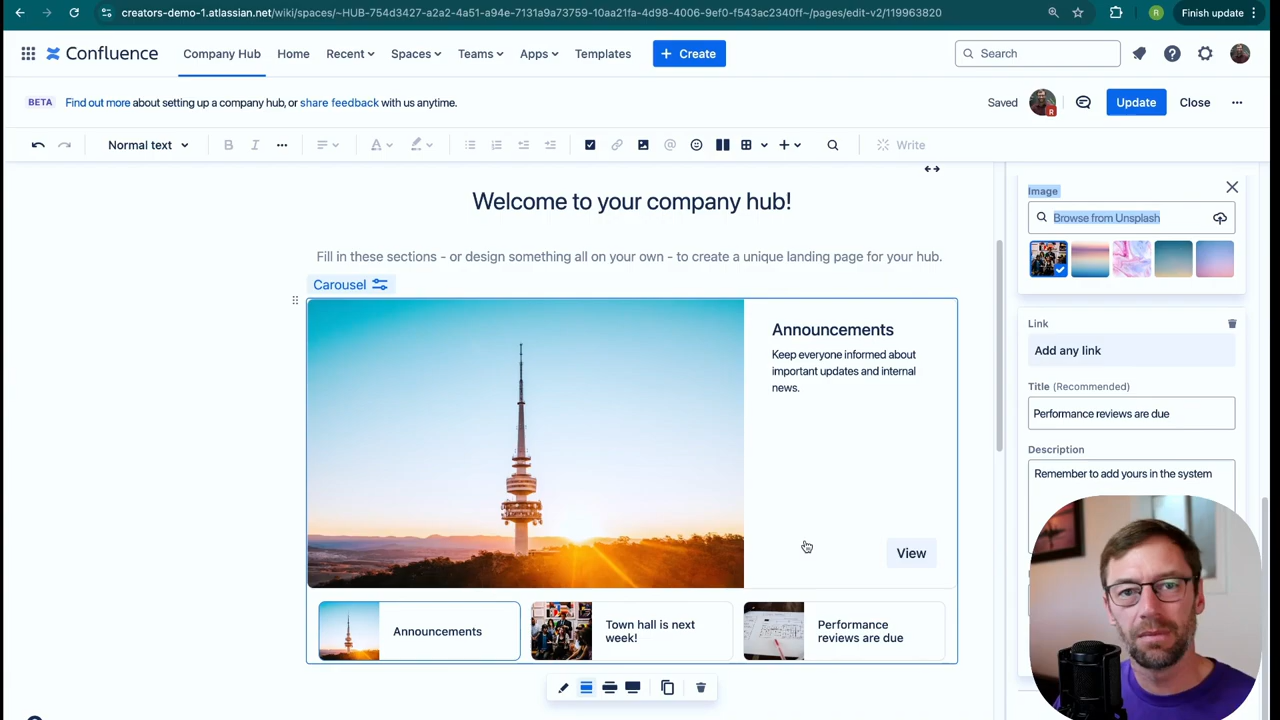 creators-demo-1.atlassian.net/wiki/spaces/~HUB-754d3427-a2a2-4a51-a94e-7131a9a73759-10aa21fa-4d98-4006-9ef0-f543ac2340ff~/pages/edit-v2/119963820
R
Finish update
Confluence
Company Hub
Home
Recent
Spaces
Teams
Apps
Templates
+ Create
Search
BETA
Find out more about setting up a company hub, or share feedback with us anytime.
Saved
R
Update
Close
Normal text
B
I
A
Write
Welcome to your company hub!
Fill in these sections - or design something all on your own - to create a unique landing page for your hub.
Carousel
Announcements
Keep everyone informed about
important updates and internal
news.
View
Announcements
Town hall is next
week!
Performance
reviews are due
Image
Browse from Unsplash
Link
Add any link
Title (Recommended)
Performance reviews are due
Description
Remember to add yours in the system